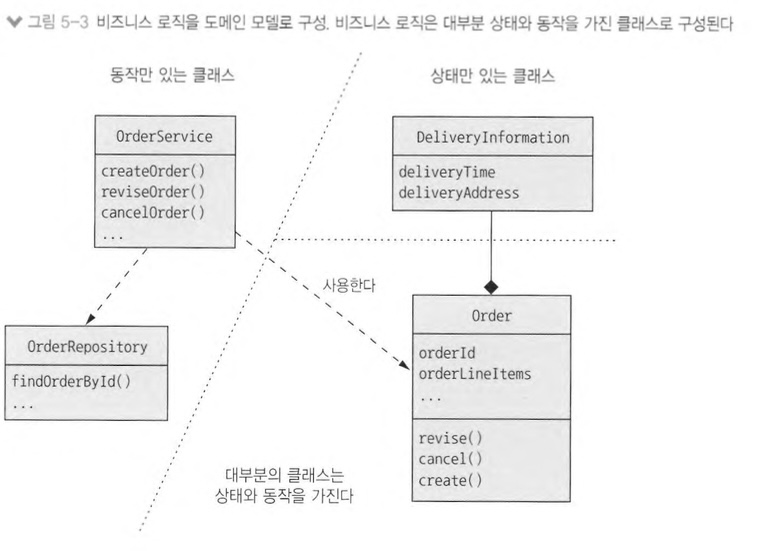 그림 5-3 비즈니스 로직을 도메인 모델로 구성. 비즈니스 로직은 대부분 상태와 동작을 가진 클래스로 구성된다
동작만 있는 클래스
상태만 있는 클래스
OrderService
createOrder()
reviseOrder()
cancelOrder()
...
DeliveryInformation
deliveryTime
deliveryAddress
사용한다
OrderRepository
findOrderById()
...
Order
orderId
orderLineItems
...
revise()
cancel()
create()
대부분의 클래스는
상태와 동작을 가진다